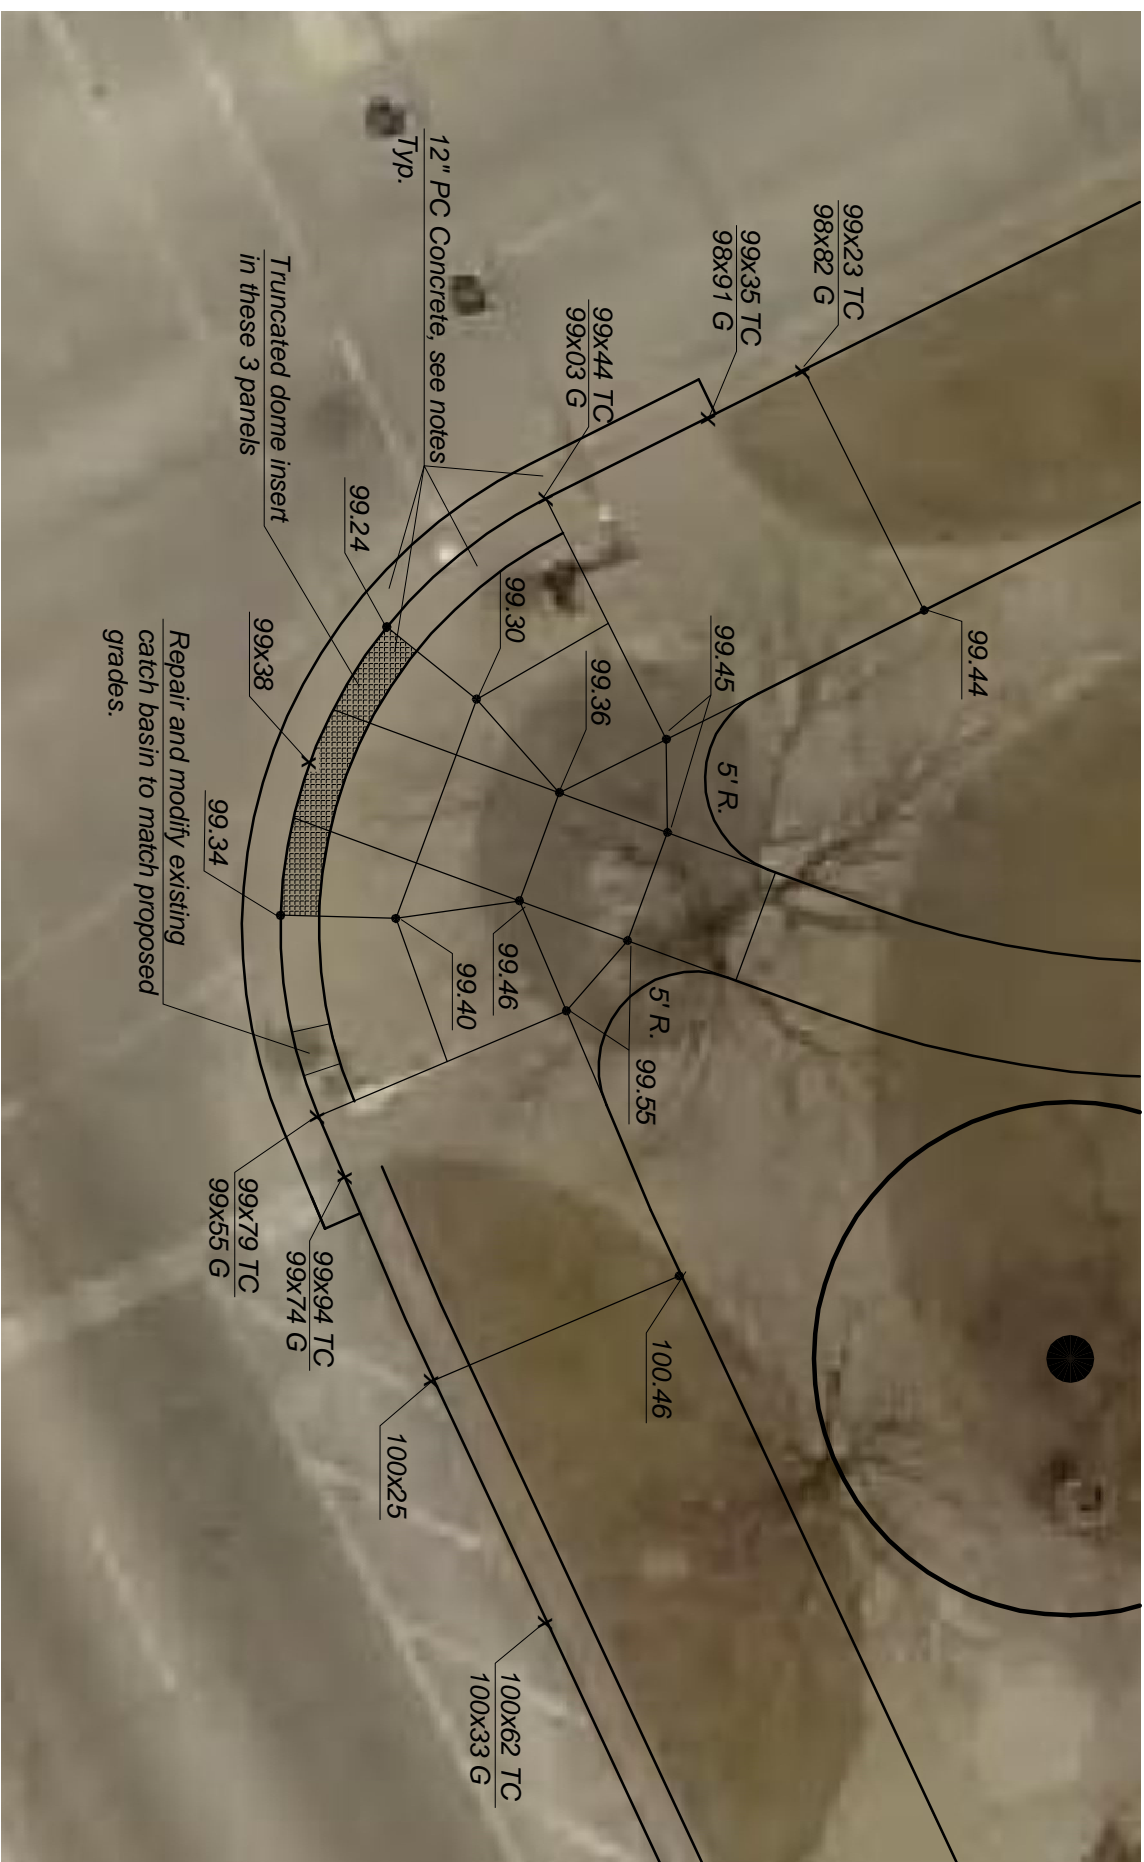 99x23 TC
98x82 G
99x35 TC
98x91 G
99x44 TC
99x03 G
12" PC Concrete, see notes
Typ.
Truncated dome insert
in these 3 panels
99.24
99x38
99.34
Repair and modify existing
catch basin to match proposed
grades.
99.30
99.36
99.45
99.44
5' R.
5' R.
99.46
99.40
99.55
99x79 TC
99x55 G
99x94 TC
99x74 G
100.46
100x25
100x62 TC
100x33 G